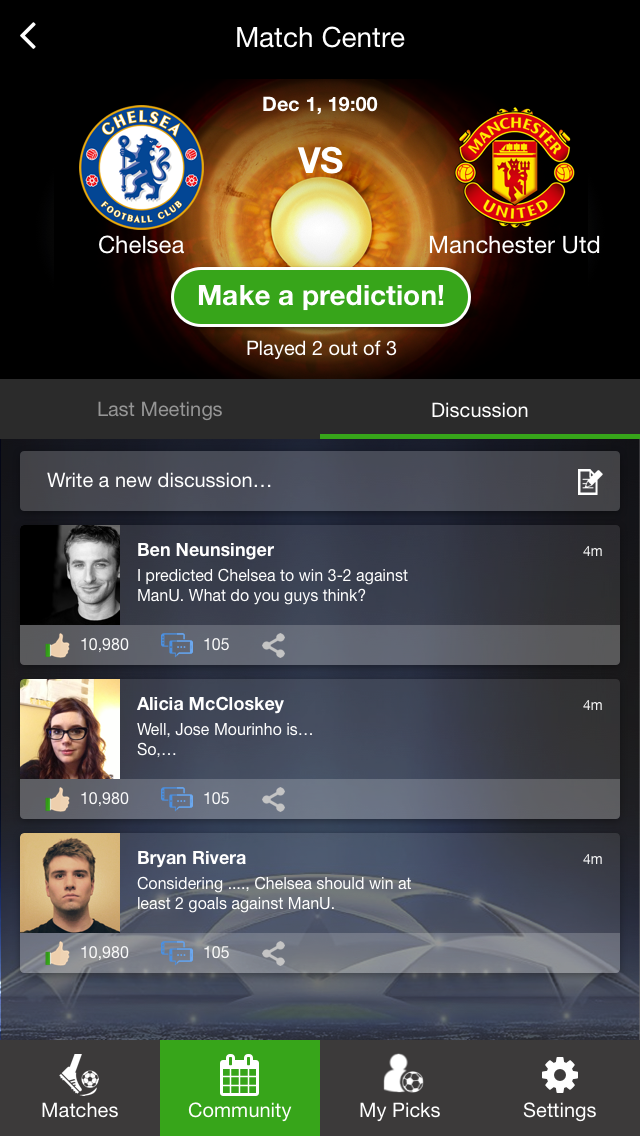 Match Centre
Dec 1, 19:00
CHELSEA
FOOTBALL CLUB
VS
MANCHESTER
UNITED
Chelsea
Manchester Utd
Make a prediction!
Played 2 out of 3
Last Meetings
Discussion
Write a new discussion…
Ben Neunsinger
4m
I predicted Chelsea to win 3-2 against
ManU. What do you guys think?
10,980
105
Alicia McCloskey
4m
Well, Jose Mourinho is…
So,…
10,980
105
Bryan Rivera
4m
Considering ...., Chelsea should win at
least 2 goals against ManU.
10,980
105
Matches
Community
My Picks
Settings